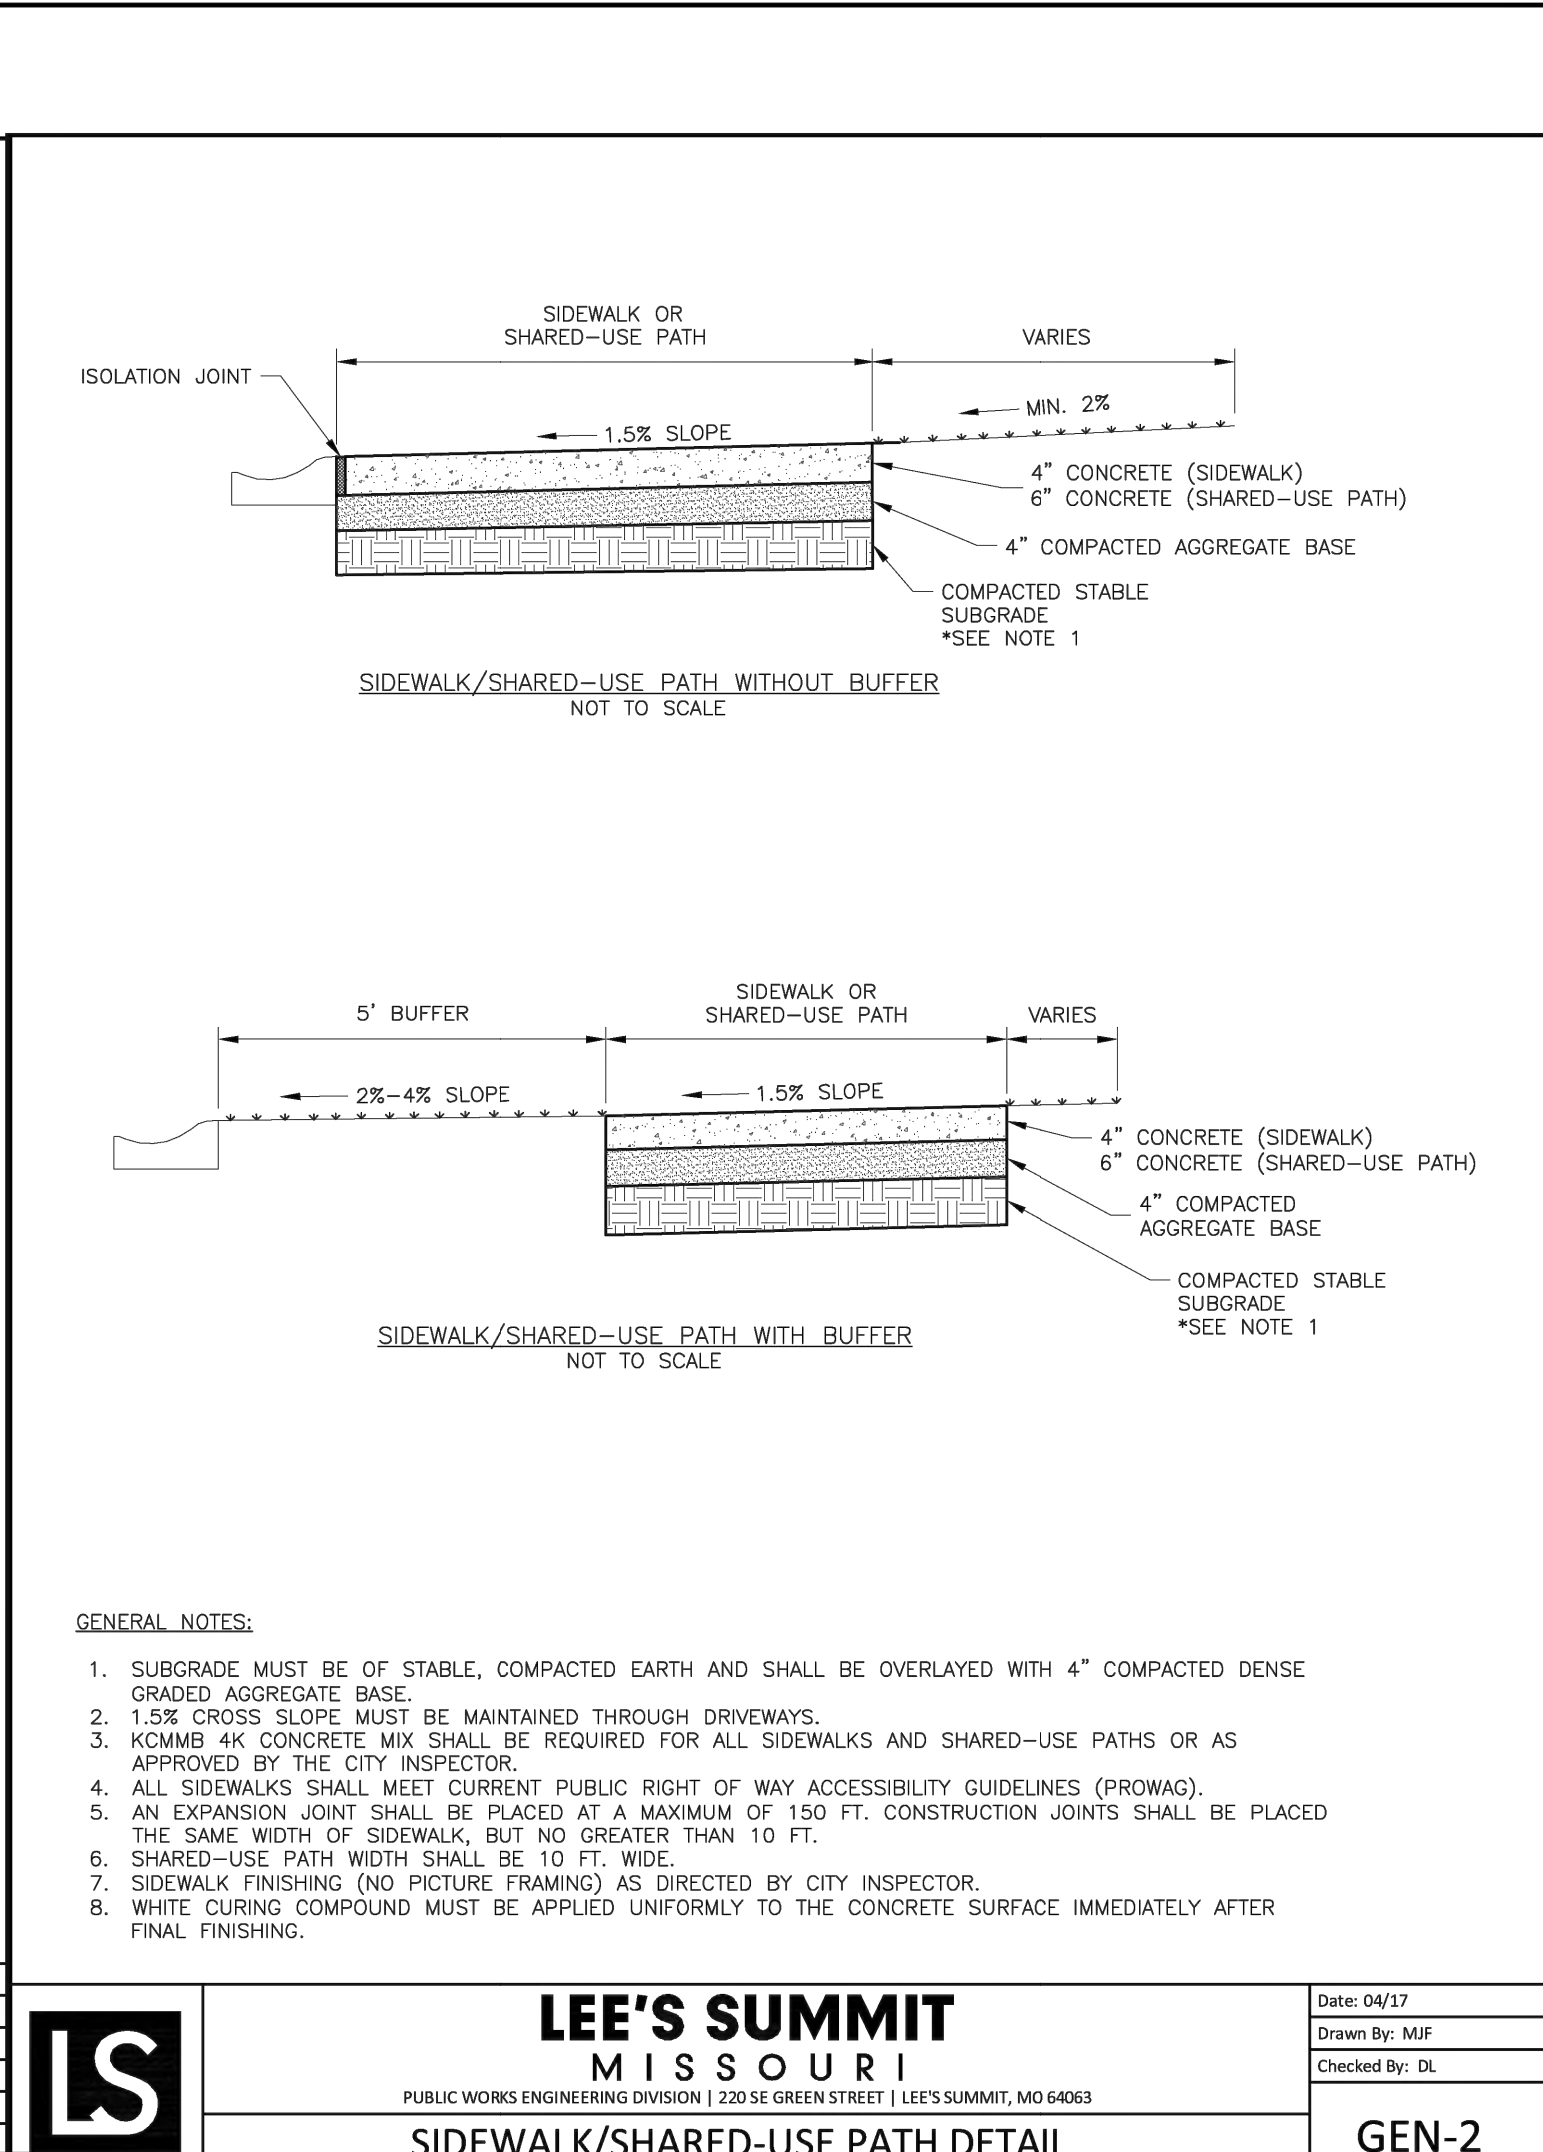 SIDEWALK OR
SHARED-USE PATH
VARIES
ISOLATION JOINT
MIN. 2%
1.5% SLOPE
4" CONCRETE (SIDEWALK)
6" CONCRETE (SHARED-USE PATH)
4" COMPACTED AGGREGATE BASE
COMPACTED STABLE
SUBGRADE
*SEE NOTE 1
SIDEWALK/SHARED-USE PATH WITHOUT BUFFER
NOT TO SCALE
5' BUFFER
SIDEWALK OR
SHARED-USE PATH
VARIES
2%-4% SLOPE
1.5% SLOPE
4" CONCRETE (SIDEWALK)
6" CONCRETE (SHARED-USE PATH)
4" COMPACTED
AGGREGATE BASE
COMPACTED STABLE
SUBGRADE
*SEE NOTE 1
SIDEWALK/SHARED-USE PATH WITH BUFFER
NOT TO SCALE
GENERAL NOTES:
1. SUBGRADE MUST BE OF STABLE, COMPACTED EARTH AND SHALL BE OVERLAYED WITH 4" COMPACTED DENSE
GRADED AGGREGATE BASE.
2. 1.5% CROSS SLOPE MUST BE MAINTAINED THROUGH DRIVEWAYS.
3. KCMMB 4K CONCRETE MIX SHALL BE REQUIRED FOR ALL SIDEWALKS AND SHARED-USE PATHS OR AS
APPROVED BY THE CITY INSPECTOR.
4. ALL SIDEWALKS SHALL MEET CURRENT PUBLIC RIGHT OF WAY ACCESSIBILITY GUIDELINES (PROWAG).
5. AN EXPANSION JOINT SHALL BE PLACED AT A MAXIMUM OF 150 FT. CONSTRUCTION JOINTS SHALL BE PLACED
THE SAME WIDTH OF SIDEWALK, BUT NO GREATER THAN 10 FT.
6. SHARED-USE PATH WIDTH SHALL BE 10 FT. WIDE.
7. SIDEWALK FINISHING (NO PICTURE FRAMING) AS DIRECTED BY CITY INSPECTOR.
8. WHITE CURING COMPOUND MUST BE APPLIED UNIFORMLY TO THE CONCRETE SURFACE IMMEDIATELY AFTER
FINAL FINISHING.
LS
LEE'S SUMMIT
MISSOURI
PUBLIC WORKS ENGINEERING DIVISION | 220 SE GREEN STREET | LEE'S SUMMIT, MO 64063
SIDEWALK/SHARED-USE PATH DETAIL
Date: 04/17
Drawn By: MJF
Checked By: DL
GEN-2